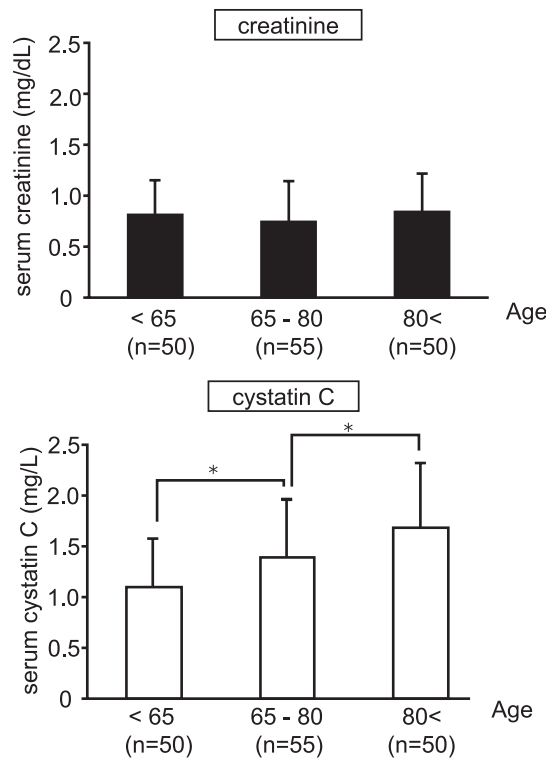 creatinine
serum creatinine (mg/dL)
2.5
2.0
1.5
1.0
0.5
0
< 65
65 - 80
80<
Age
(n=50)
(n=55)
(n=50)
cystatin C
serum cystatin C (mg/L)
2.5
2.0
1.5
1.0
0.5
0
*
*
< 65
65 - 80
80<
Age
(n=50)
(n=55)
(n=50)